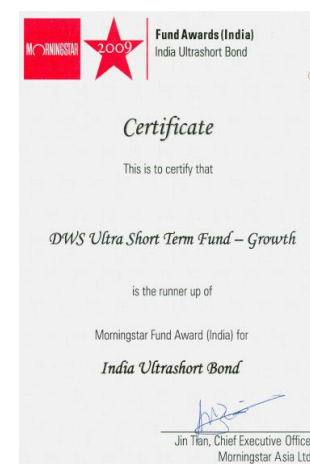 MORNINGSTAR
2009
Fund Awards (India)
India Ultrashort Bond
Certificate
This is to certify that
DWS Ultra Short Term Fund – Growth
is the runner up of
Morningstar Fund Award (India) for
India Ultrashort Bond
Jin Tian, Chief Executive Office
Morningstar Asia Ltd